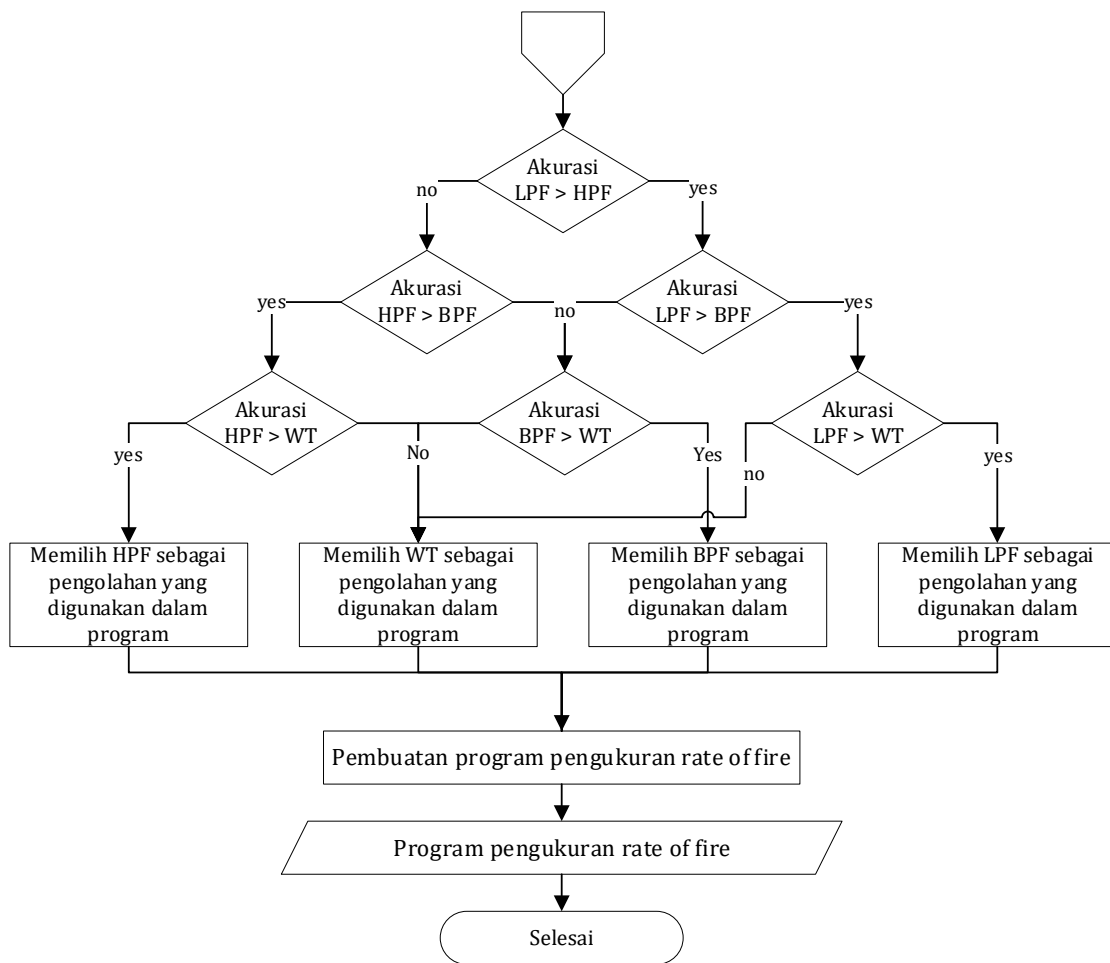 Akurasi
LPF > HPF
no
yes
Akurasi
HPF > BPF
Akurasi
LPF > BPF
yes
no
yes
Akurasi
HPF > WT
Akurasi
BPF > WT
Akurasi
LPF > WT
yes
No
Yes
no
yes
Memilih HPF sebagai
pengolahan yang
digunakan dalam
program
Memilih WT sebagai
pengolahan yang
digunakan dalam
program
Memilih BPF sebagai
pengolahan yang
digunakan dalam
program
Memilih LPF sebagai
pengolahan yang
digunakan dalam
program
Pembuatan program pengukuran rate of fire
Program pengukuran rate of fire
Selesai